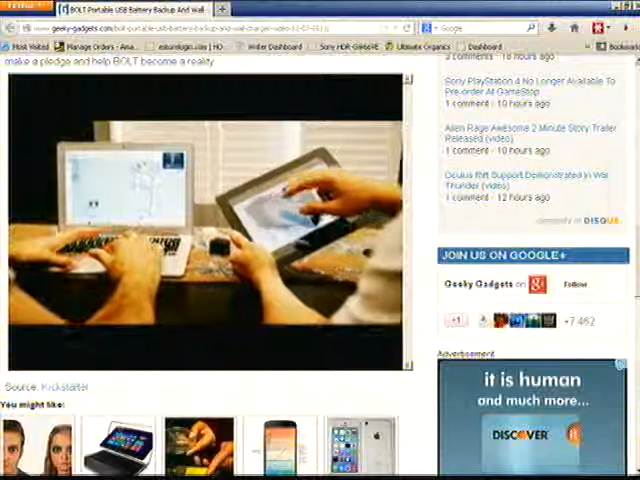 BOLT Portable USB Battery Backup And Wall
Google
Most Visited
Manage Orders - Ama...
Writer Dashboard
Ultimate Organics
Dashboard
Bookmarks
make a pledge and help BOLT become a reality
3 comments · 10 hours ago
Sony PlayStation 4 No Longer Available To
Pre-order At GameStop
1 comment · 10 hours ago
Alien Rage Awesome 2 Minute Story Trailer
Released (video)
1 comment · 10 hours ago
Oculus Rift Support Demonstrated In War
Thunder (video)
1 comment · 12 hours ago
DISQUS
JOIN US ON GOOGLE+
Geeky Gadgets on
Follow
+1
+7,462
Advertisement
it is human
and much more...
DISCOVER it
Source: Kickstarter
You might like: